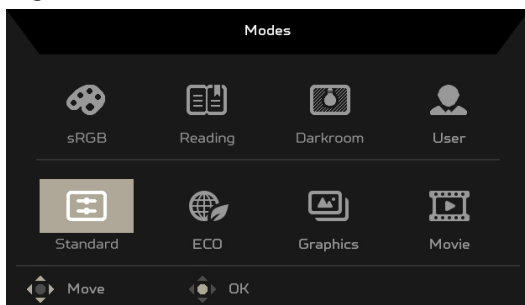 Modes
sRGB Reading Darkroom User
Standard ECO Graphics Movie
Move OK